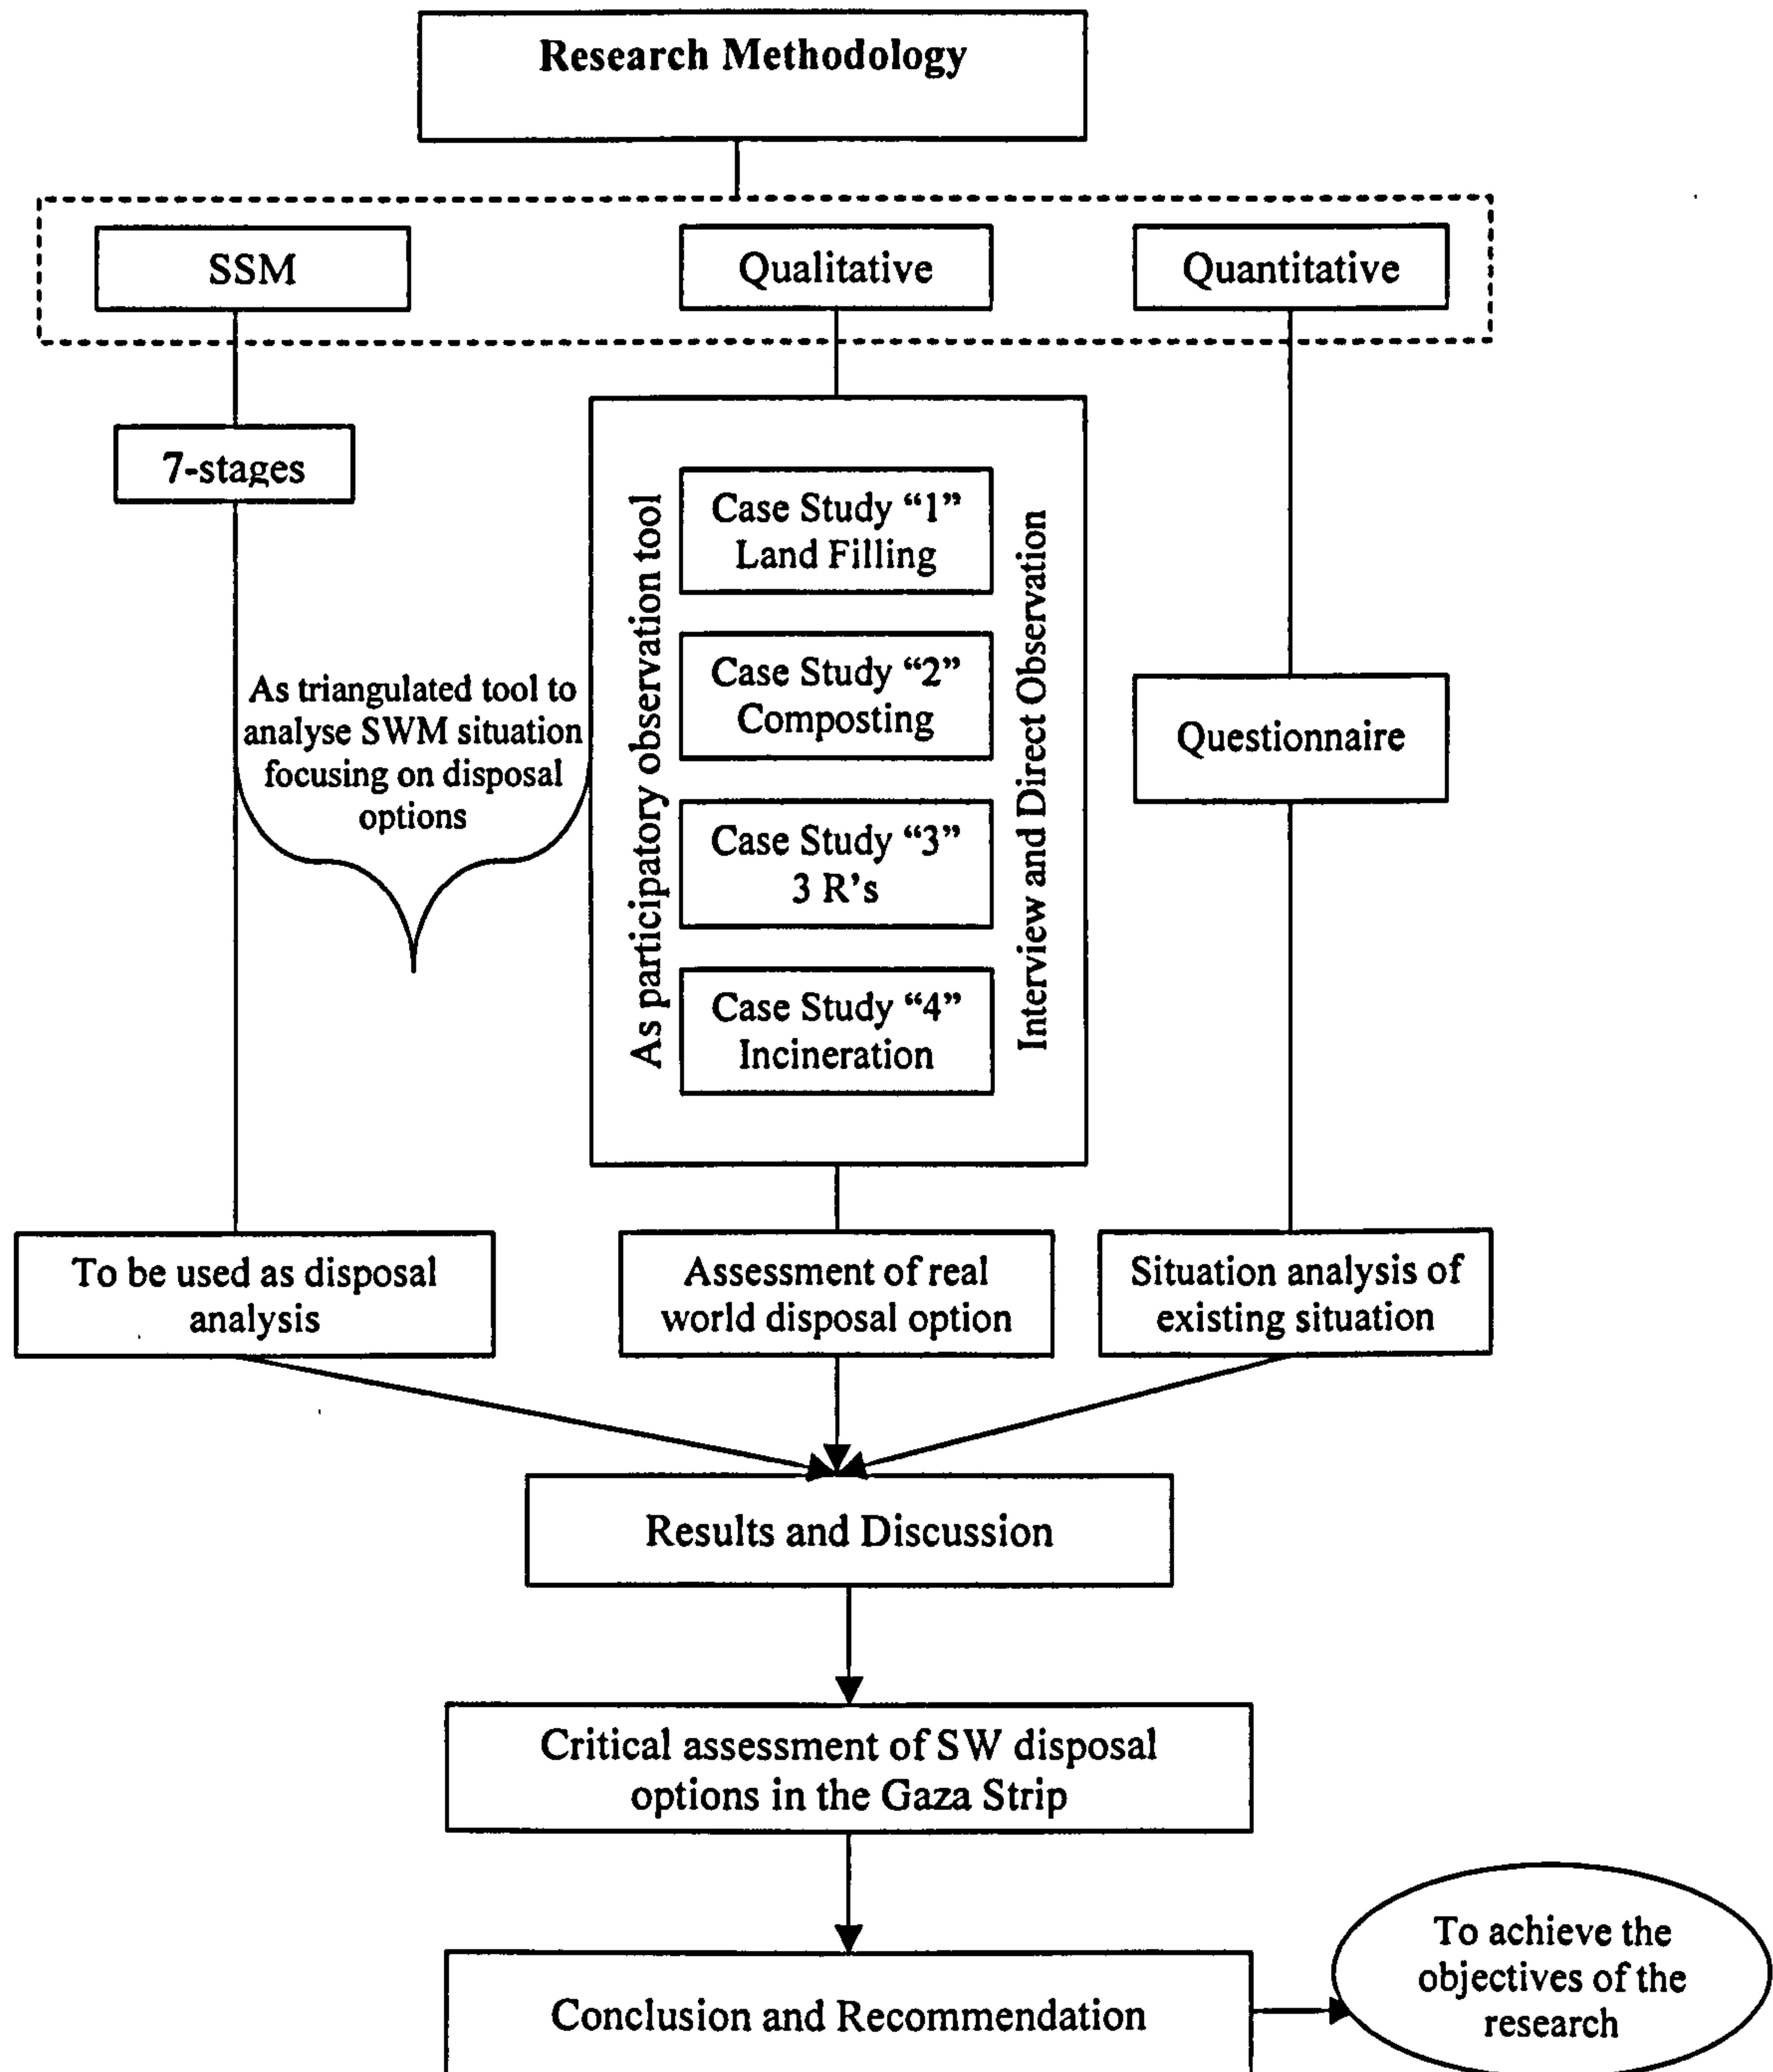 Research Methodology
SSM
Qualitative
Quantitative
7-stages
As triangulated tool to
analyse SWM situation
focusing on disposal
options
As participatory observation tool
Case Study “1”
Land Filling
Case Study “2”
Composting
Case Study “3”
3 R’s
Case Study “4”
Incineration
Interview and Direct Observation
Questionnaire
To be used as disposal
analysis
Assessment of real
world disposal option
Situation analysis of
existing situation
Results and Discussion
Critical assessment of SW disposal
options in the Gaza Strip
Conclusion and Recommendation
To achieve the
objectives of the
research